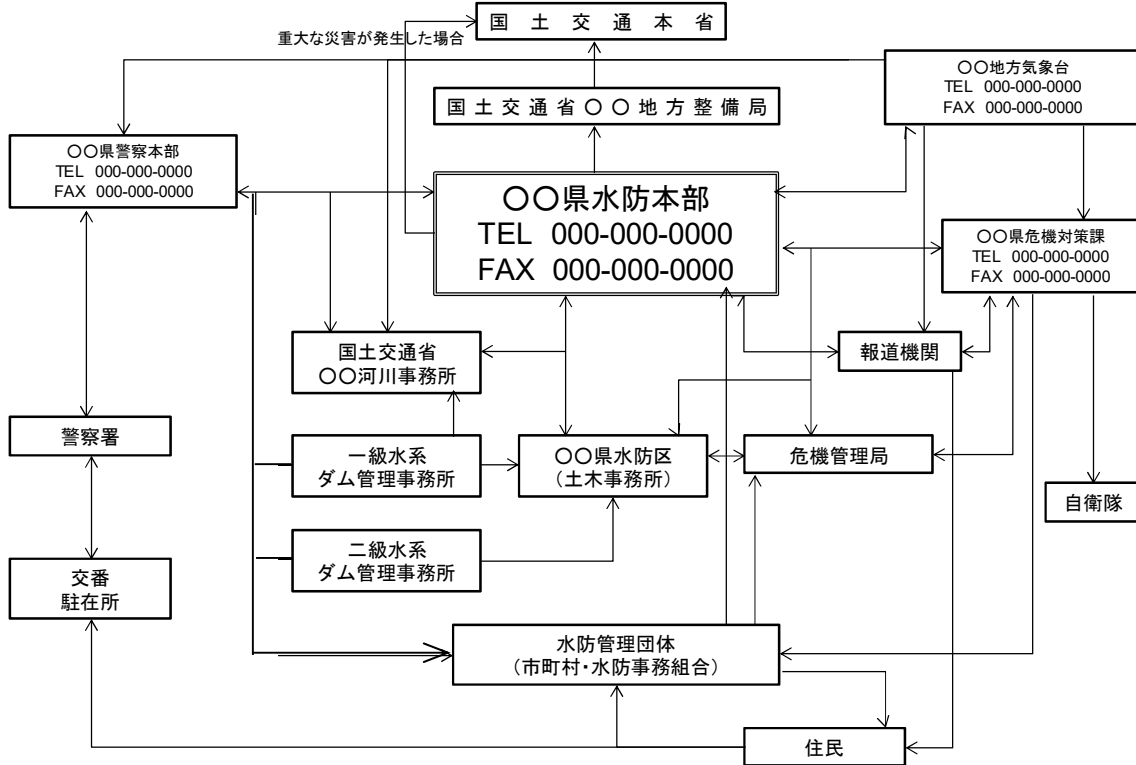 国土交通本省
重大な災害が発生した場合
〇〇地方気象台
TEL 000-000-0000
FAX 000-000-0000
国土交通省〇〇地方整備局
〇〇県警察本部
TEL 000-000-0000
FAX 000-000-0000
〇〇県水防本部
TEL 000-000-0000
FAX 000-000-0000
〇〇県危機対策課
TEL 000-000-0000
FAX 000-000-0000
国土交通省
〇〇河川事務所
報道機関
警察署
一級水系
ダム管理事務所
〇〇県水防区
（土木事務所）
危機管理局
自衛隊
二級水系
ダム管理事務所
交番
駐在所
水防管理団体
（市町村・水防事務組合）
住民